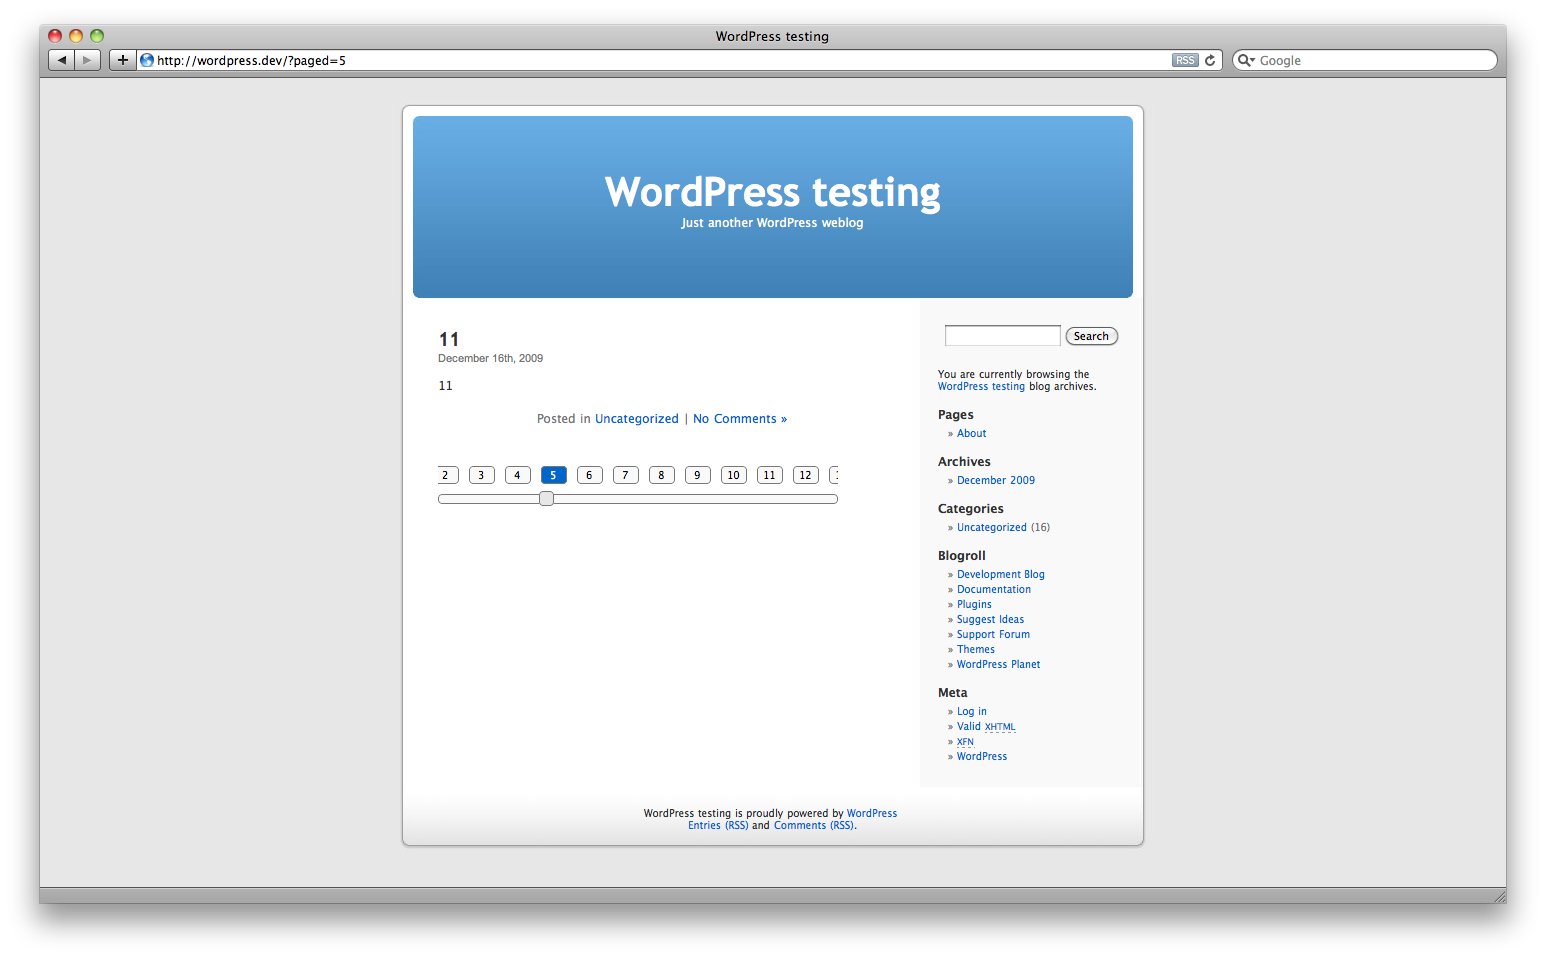 WordPress testing
http://wordpress.dev/?paged=5
RSS
Google
WordPress testing
Just another WordPress weblog
11
December 16th, 2009
11
Posted in Uncategorized | No Comments »
2 3 4 5 6 7 8 9 10 11 12
Search
You are currently browsing the
WordPress testing blog archives.
Pages
» About
Archives
» December 2009
Categories
» Uncategorized (16)
Blogroll
» Development Blog
» Documentation
» Plugins
» Suggest Ideas
» Support Forum
» Themes
» WordPress Planet
Meta
» Log in
» Valid XHTML
» XFN
» WordPress
WordPress testing is proudly powered by WordPress
Entries (RSS) and Comments (RSS).